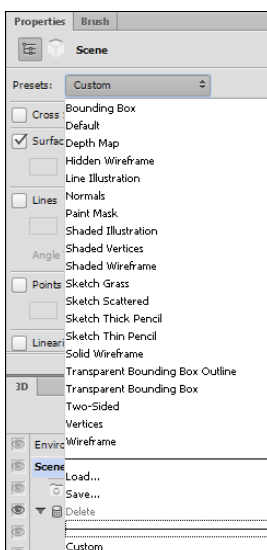 Properties Brush
Scene
Presets: Custom
Bounding Box
Default
Cross
Depth Map
Surfac
Hidden Wireframe
Line Illustration
Normals
Lines
Paint Mask
Shaded Illustration
Shaded Vertices
Angle
Shaded Wireframe
Sketch Grass
Points
Sketch Scattered
Sketch Thick Pencil
Sketch Thin Pencil
Lineari
Solid Wireframe
Transparent Bounding Box Outline
3D
Transparent Bounding Box
Two-Sided
Vertices
Wireframe
Enviro
Scene
Load...
Save...
Delete
Custom